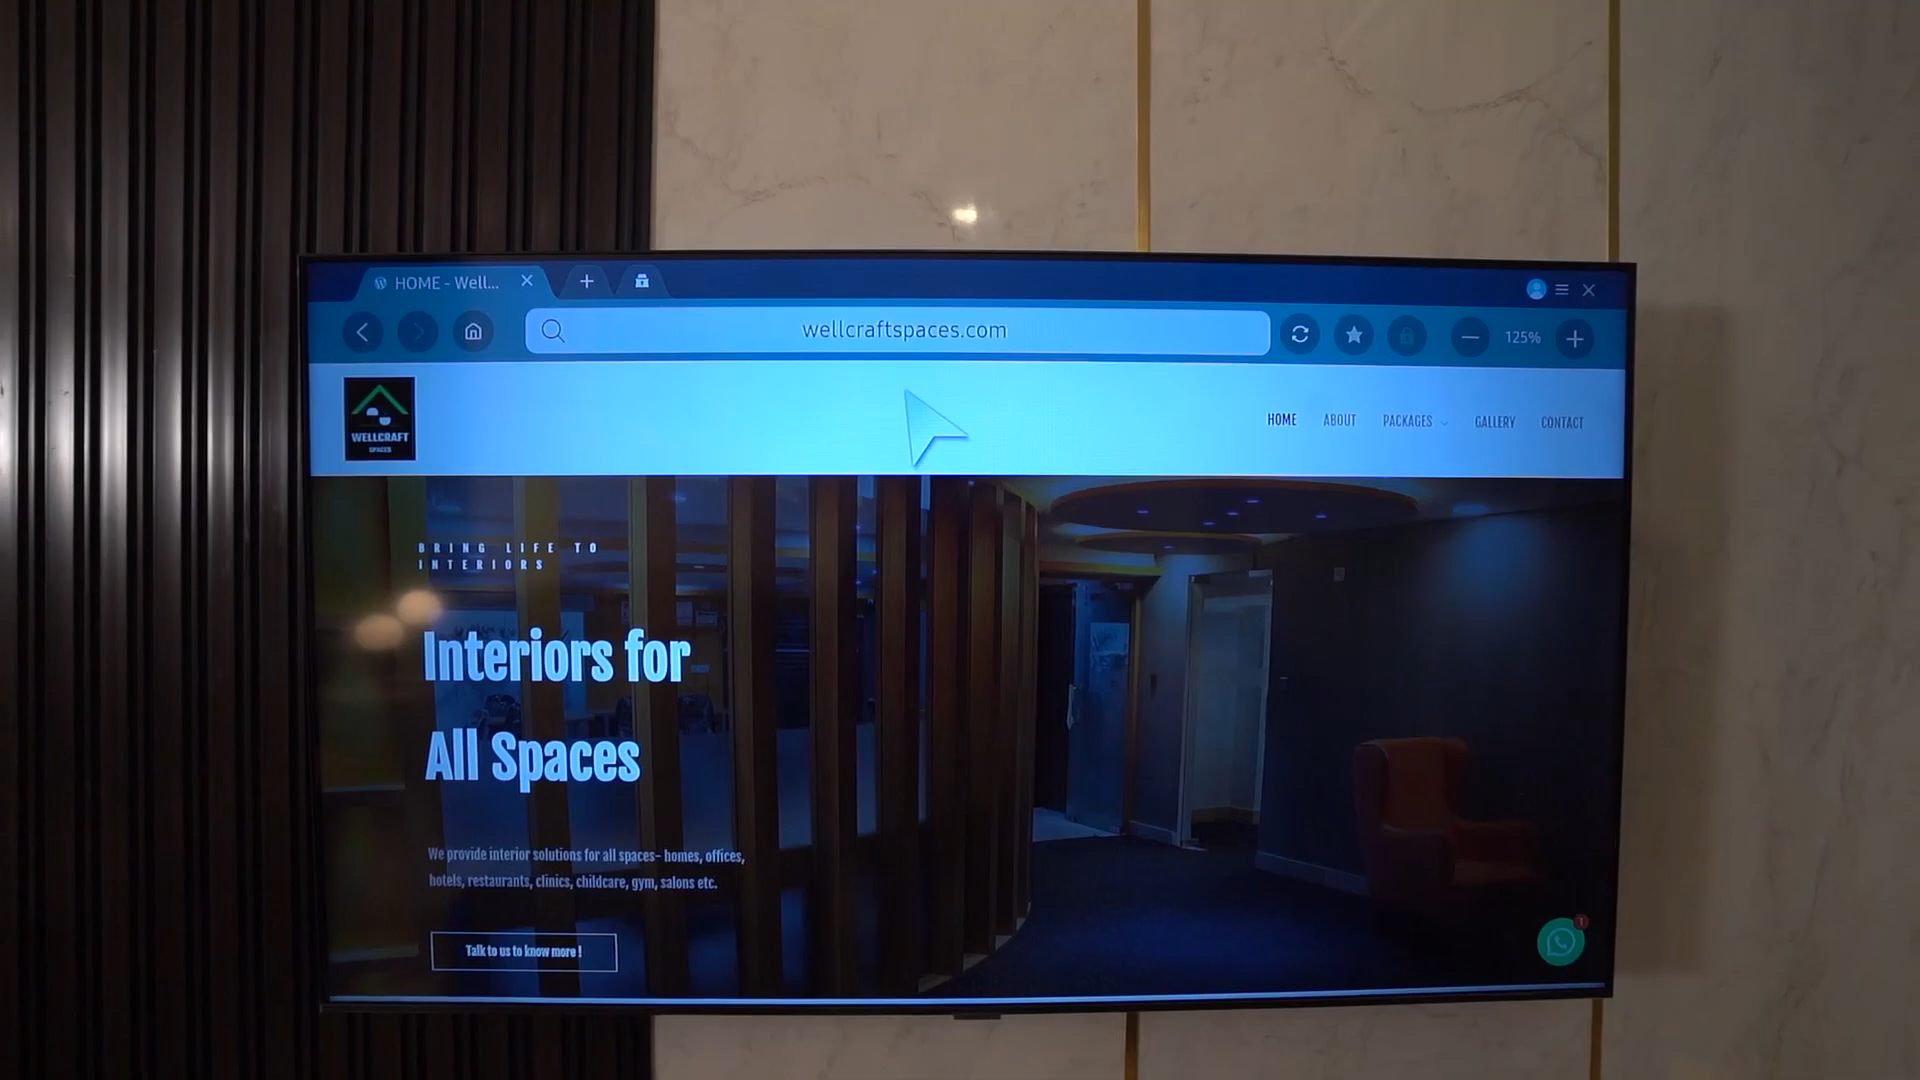 HOME - Well...
wellcraftspaces.com
125%
WELLCRAFT
SPACES
HOME ABOUT PACKAGES GALLERY CONTACT
BRING LIFE TO
INTERIORS
Interiors for
All Spaces
We provide interior solutions for all spaces- homes, offices,
hotels, restaurants, clinics, childcare, gym, salons etc.
Talk to us to know more !
1